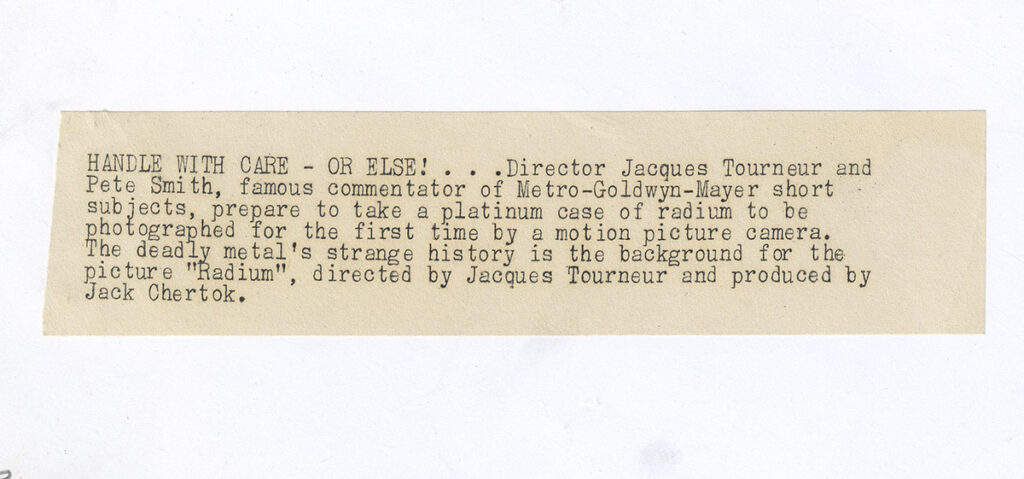 HANDLE WITH CARE - OR ELSE! . . .Director Jacques Tourneur and
Pete Smith, famous commentator of Metro-Goldwyn-Mayer short
subjects, prepare to take a platinum case of radium to be
photographed for the first time by a motion picture camera.
The deadly metal's strange history is the background for the
picture "Radium", directed by Jacques Tourneur and produced by
Jack Chertok.